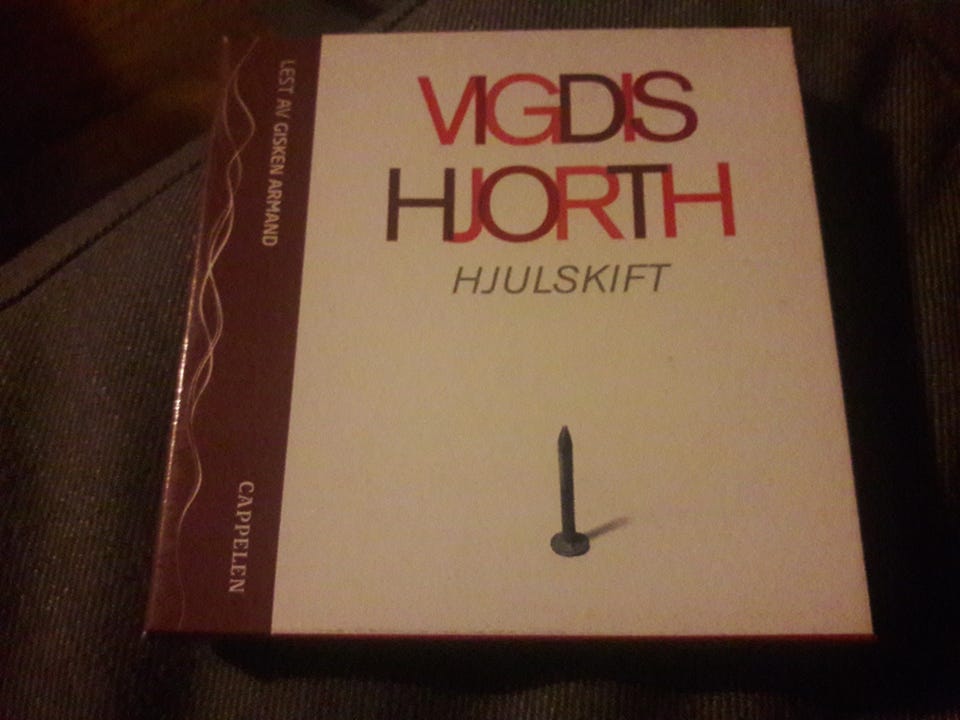 LEST AV GISKEN ARMAND
CAPPELEN
VIGDIS
HJORTH
HJULSKIFT